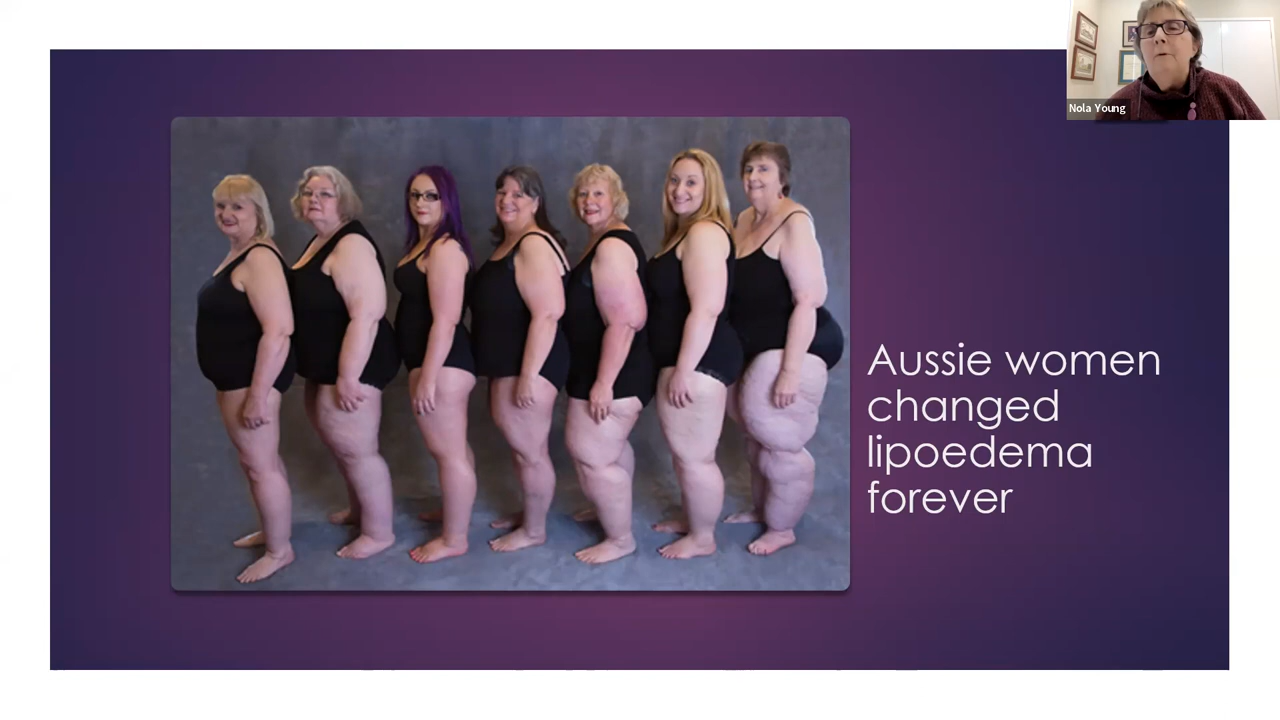 Nola Young
Aussie women
changed
lipoedema
forever